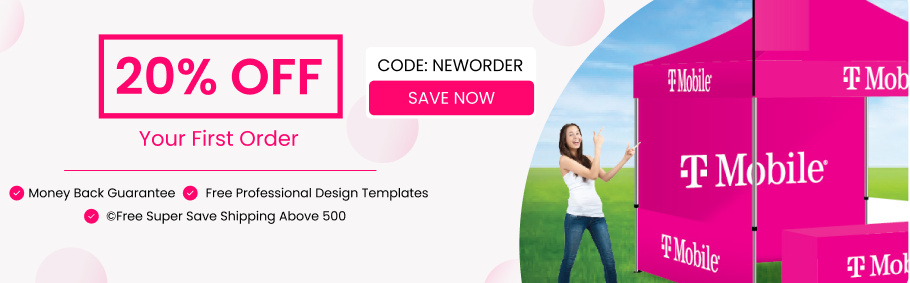 20% OFF
Your First Order
CODE: NEWORDER
SAVE NOW
Money Back Guarantee
Free Professional Design Templates
©Free Super Save Shipping Above 500
T Mobile®
T Mob
T Mobile®
T Mobile®
T Mob